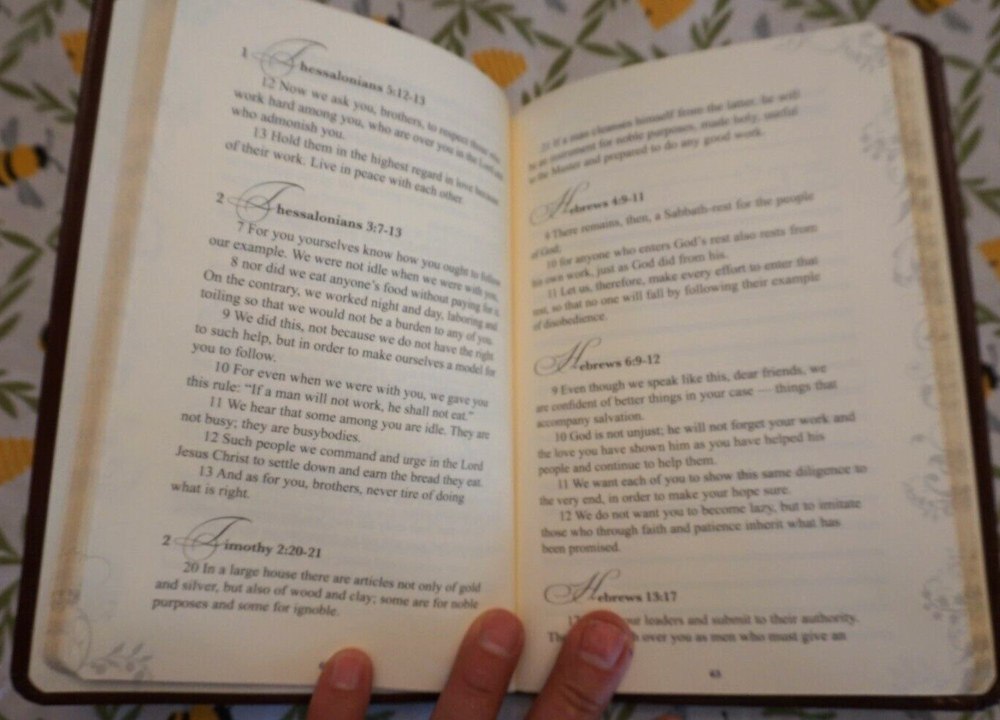 1 Thessalonians 5:12-13
12 Now we ask you, brothers, to respect those who
work hard among you, who are over you in the Lord and
who admonish you.
13 Hold them in the highest regard in love because
of their work. Live in peace with each other.
2 Thessalonians 3:7-13
7 For you yourselves know how you ought to follow
our example. We were not idle when we were with you,
8 nor did we eat anyone's food without paying for it.
On the contrary, we worked night and day, laboring and
toiling so that we would not be a burden to any of you.
9 We did this, not because we do not have the right
to such help, but in order to make ourselves a model for
you to follow.
10 For even when we were with you, we gave you
this rule: "If a man will not work, he shall not eat."
11 We hear that some among you are idle. They are
not busy; they are busybodies.
12 Such people we command and urge in the Lord
Jesus Christ to settle down and earn the bread they eat.
13 And as for you, brothers, never tire of doing
what is right.
2 Timothy 2:20-21
20 In a large house there are articles not only of gold
and silver, but also of wood and clay; some are for noble
purposes and some for ignoble.
21 If a man cleanses himself from the latter, he will
be an instrument for noble purposes, made holy, useful
to the Master and prepared to do any good work.
Hebrews 4:9-11
9 There remains, then, a Sabbath-rest for the people
of God;
10 for anyone who enters God's rest also rests from
his own work, just as God did from his.
11 Let us, therefore, make every effort to enter that
rest, so that no one will fall by following their example
of disobedience.
Hebrews 6:9-12
9 Even though we speak like this, dear friends, we
are confident of better things in your case — things that
accompany salvation.
10 God is not unjust; he will not forget your work and
the love you have shown him as you have helped his
people and continue to help them.
11 We want each of you to show this same diligence to
the very end, in order to make your hope sure.
12 We do not want you to become lazy, but to imitate
those who through faith and patience inherit what has
been promised.
Hebrews 13:17
17 leaders and submit to their authority.
over you as men who must give an